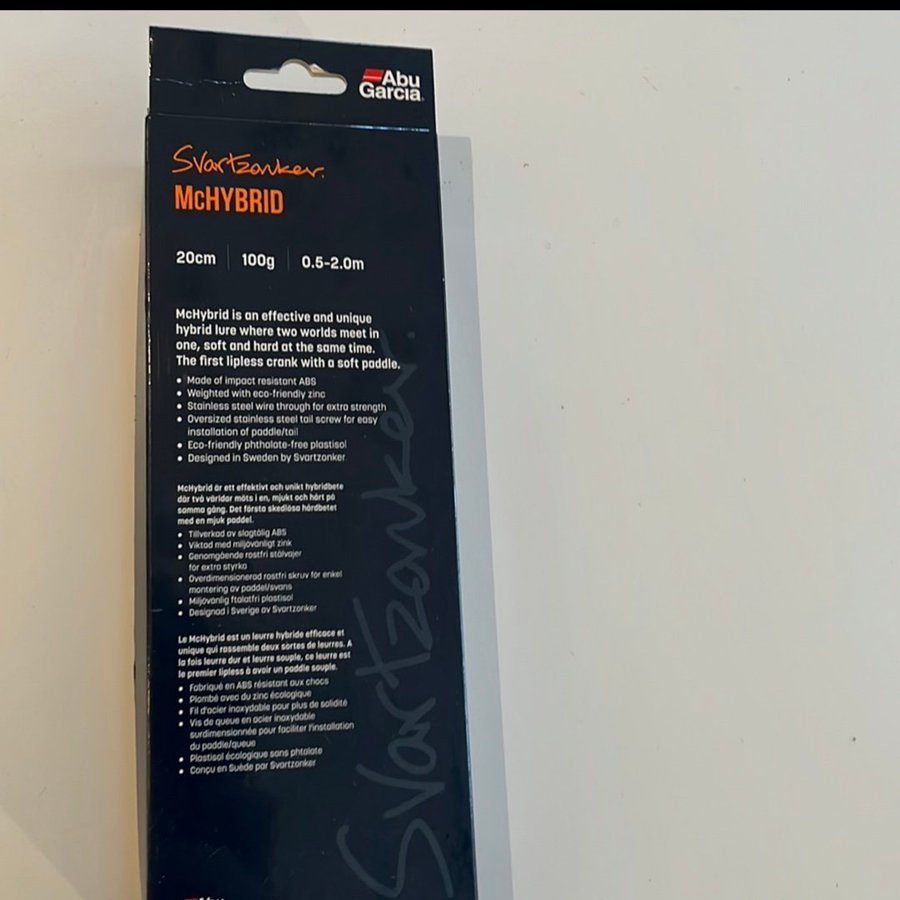 Abu
Garcia
Svartzonker.
McHYBRID
20cm 100g 0.5-2.0m
McHybrid is an effective and unique
hybrid lure where two worlds meet in
one, soft and hard at the same time.
The first lipless crank with a soft paddle.
• Made of impact resistant ABS
• Weighted with eco-friendly zinc
• Stainless steel wire through for extra strength
• Oversized stainless steel tail screw for easy
installation of paddle/tail
• Eco-friendly phthalate-free plastisol
• Designed in Sweden by Svartzonker
McHybrid är ett effektivt och unikt hybridbete
där två världar möts i en, mjukt och hårt på
samma gång. Det första skedlösa hårdbetet
med en mjuk paddel.
• Tillverkad av slagtålig ABS
• Viktad med miljövänligt zink
• Genomgående rostfri stålvajer
för extra styrka
• Överdimensionerad rostfri skruv för enkel
montering av paddel/svans
• Miljövänlig ftalatfri plastisol
• Designad i Sverige av Svartzonker
Le McHybrid est un leurre hybride efficace et
unique qui rassemble deux sortes de leurres. A
la fois leurre dur et leurre souple, ce leurre est
le premier lipless à avoir un paddle souple.
• Fabriqué en ABS résistant aux chocs
• Plombé avec du zinc écologique
• Fil d'acier inoxydable pour plus de solidité
• Vis de queue en acier inoxydable
surdimensionnée pour faciliter l'installation
du paddle/queue
• Plastisol écologique sans phtalate
• Conçu en Suède par Svartzonker
Svartzonker.